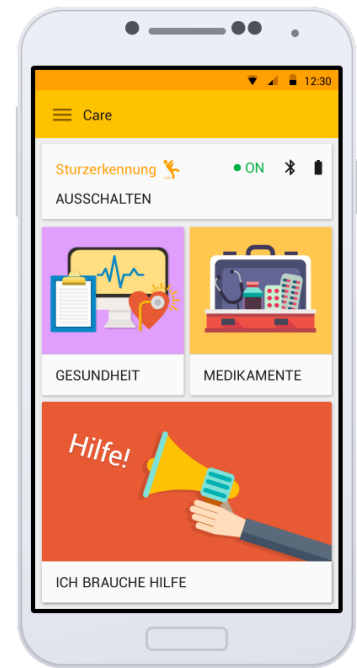 12:30
Care
Sturzerkennung ON
AUSSCHALTEN
GESUNDHEIT MEDIKAMENTE
Hilfe!
ICH BRAUCHE HILFE